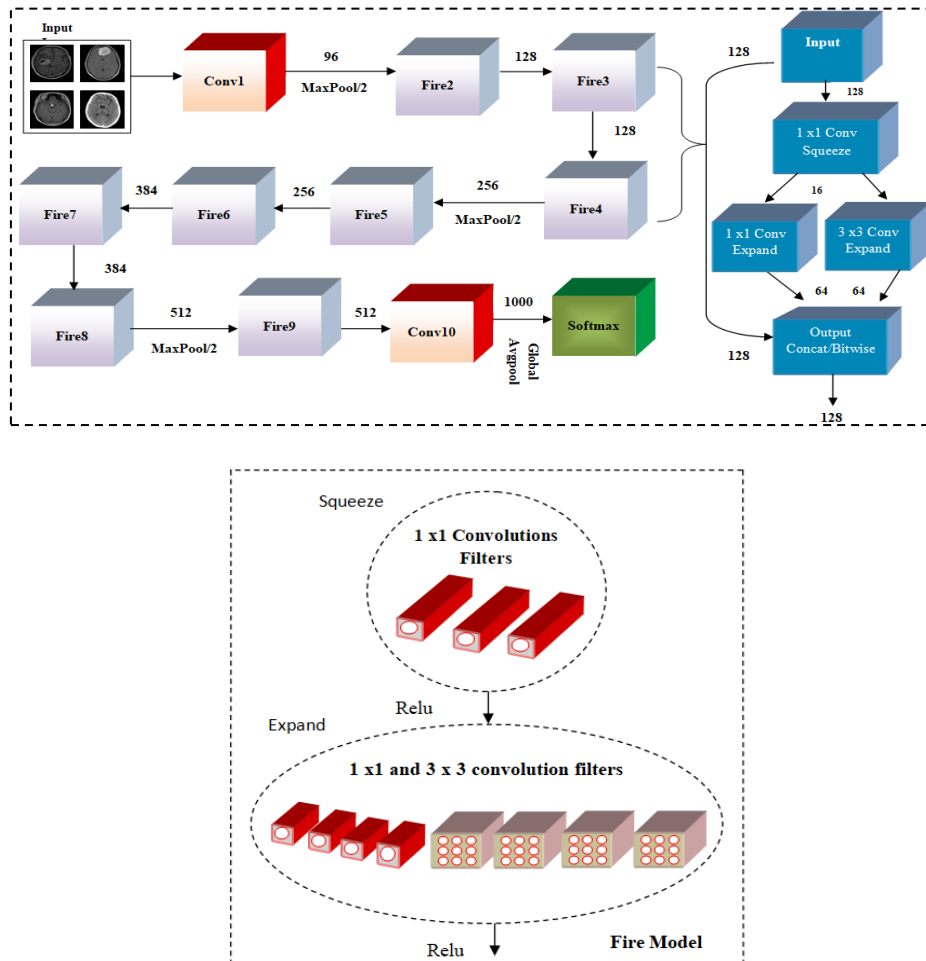 Input
Conv1
96
MaxPool/2
Fire2
128
Fire3
128
Fire4
256
MaxPool/2
Fire5
256
Fire6
384
Fire7
384
Fire8
512
MaxPool/2
Fire9
512
Conv10
1000
Global
Avgpool
Softmax
128
Input
128
1 x1 Conv
Squeeze
16
1 x1 Conv
Expand
3 x3 Conv
Expand
64
64
Output
Concat/Bitwise
128
128
Squeeze
1 x1 Convolutions
Filters
Relu
Expand
1 x1 and 3 x 3 convolution filters
Relu
Fire Model